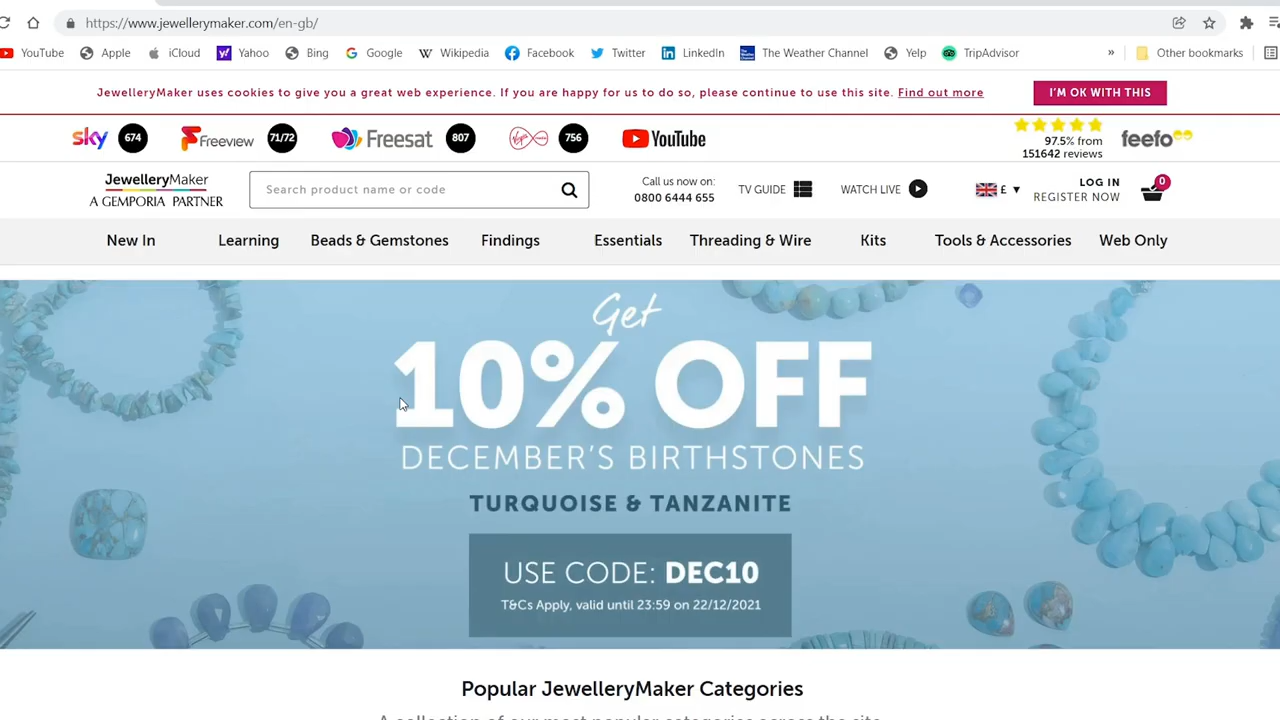 https://www.jewellerymaker.com/en-gb/
YouTube Apple iCloud Yahoo Bing Google Wikipedia Facebook Twitter LinkedIn The Weather Channel Yelp TripAdvisor » Other bookmarks
JewelleryMaker uses cookies to give you a great web experience. If you are happy for us to do so, please continue to use this site. Find out more
I'M OK WITH THIS
sky 674 Freeview 71/72 Freesat 807 756 YouTube
97.5% from
151642 reviews
feefo
JewelleryMaker
A GEMPORIA PARTNER
Search product name or code
Call us now on:
0800 6444 655
TV GUIDE
WATCH LIVE
£
LOG IN
REGISTER NOW
0
New In Learning Beads & Gemstones Findings Essentials Threading & Wire Kits Tools & Accessories Web Only
Get
10% OFF
DECEMBER'S BIRTHSTONES
TURQUOISE & TANZANITE
USE CODE: DEC10
T&Cs Apply, valid until 23:59 on 22/12/2021
Popular JewelleryMaker Categories
A collection of our most popular categories across the site